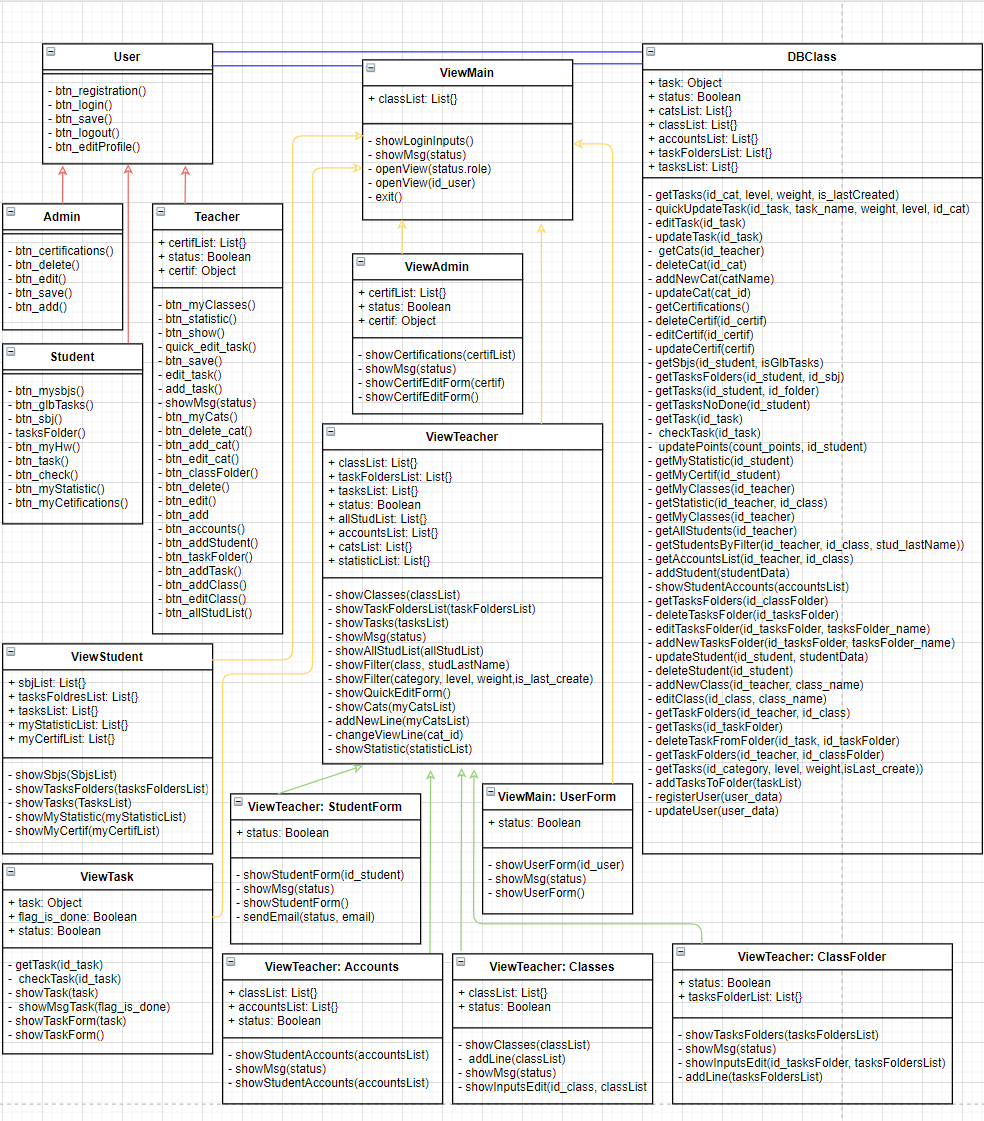 User
- btn_registration()
- btn_login()
- btn_save()
- btn_logout()
- btn_editProfile()
ViewMain
+ classList: List{}
- showLoginInputs()
- showMsg(status)
- openView(status.role)
- openView(id_user)
- exit()
DBClass
+ task: Object
+ status: Boolean
+ catsList: List{}
+ classList: List{}
+ accountsList: List{}
+ taskFoldersList: List{}
+ tasksList: List{}
- getTasks(id_cat, level, weight, is_lastCreated)
- quickUpdateTask(id_task, task_name, weight, level, id_cat)
- editTask(id_task)
- updateTask(id_task)
- getCats(id_teacher)
- deleteCat(id_cat)
- addNewCat(catName)
- updateCat(cat_id)
- getCertifications()
- deleteCertif(id_certif)
- editCertif(id_certif)
- updateCertif(certif)
- getSbjs(id_student, isGlbTasks)
- getTasksFolders(id_student, id_sbj)
- getTasks(id_student, id_folder)
- getTasksNoDone(id_student)
- getTask(id_task)
- checkTask(id_task)
- updatePoints(count_points, id_student)
- getMyStatistic(id_student)
- getMyCertif(id_student)
- getMyClasses(id_teacher)
- getStatistic(id_teacher, id_class)
- getMyClasses(id_teacher)
- getAllStudents(id_teacher)
- getStudentsByFilter(id_teacher, id_class, stud_lastName))
- getAccountsList(id_teacher, id_class)
- addStudent(studentData)
- showStudentAccounts(accountsList)
- getTasksFolders(id_classFolder)
- deleteTasksFolder(id_tasksFolder)
- editTasksFolder(id_tasksFolder, tasksFolder_name)
- addNewTasksFolder(id_tasksFolder, tasksFolder_name)
- updateStudent(id_student, studentData)
- deleteStudent(id_student)
- addNewClass(id_teacher, class_name)
- editClass(id_class, class_name)
- getTaskFolders(id_teacher, id_class)
- getTasks(id_taskFolder)
- deleteTaskFromFolder(id_task, id_taskFolder)
- getTaskFolders(id_teacher, id_classFolder)
- getTasks(id_category, level, weight,isLast_create))
- addTasksToFolder(taskList)
- registerUser(user_data)
- updateUser(user_data)
Admin
- btn_certifications()
- btn_delete()
- btn_edit()
- btn_save()
- btn_add()
Teacher
+ certifList: List{}
+ status: Boolean
+ certif: Object
- btn_myClasses()
- btn_statistic()
- btn_show()
- quick_edit_task()
- btn_save()
- edit_task()
- add_task()
- showMsg(status)
- btn_myCats()
- btn_delete_cat()
- btn_add_cat()
- btn_edit_cat()
- btn_classFolder()
- btn_delete()
- btn_edit()
- btn_add
- btn_accounts()
- btn_addStudent()
- btn_taskFolder()
- btn_addTask()
- btn_addClass()
- btn_editClass()
- btn_allStudList()
Student
- btn_mysbjs()
- btn_glbTasks()
- btn_sbj()
- tasksFolder()
- btn_myHw()
- btn_task()
- btn_check()
- btn_myStatistic()
- btn_myCetifications()
ViewAdmin
+ certifList: List{}
+ status: Boolean
+ certif: Object
- showCertifications(certifList)
- showMsg(status)
- showCertifEditForm(certif)
- showCertifEditForm()
ViewTeacher
+ classList: List{}
+ taskFoldersList: List{}
+ tasksList: List{}
+ status: Boolean
+ allStudList: List{}
+ accountsList: List{}
+ catsList: List{}
+ statisticList: List{}
- showClasses(classList)
- showTaskFoldersList(taskFoldersList)
- showTasks(tasksList)
- showMsg(status)
- showAllStudList(allStudList)
- showFilter(class, studLastName)
- showFilter(category, level, weight,is_last_create)
- showQuickEditForm()
- showCats(myCatsList)
- addNewLine(myCatsList)
- changeViewLine(cat_id)
- showStatistic(statisticList)
ViewStudent
+ sbjList: List{}
+ tasksFoldresList: List{}
+ tasksList: List{}
+ myStatisticList: List{}
+ myCertifList: List{}
- showSbjs(SbjsList)
- showTasksFolders(tasksFoldersList)
- showTasks(TasksList)
- showMyStatistic(myStatisticList)
- showMyCertif(myCertifList)
ViewTask
+ task: Object
+ flag_is_done: Boolean
+ status: Boolean
- getTask(id_task)
- checkTask(id_task)
- showTask(task)
- showMsgTask(flag_is_done)
- showTaskForm(task)
- showTaskForm()
ViewTeacher: StudentForm
+ status: Boolean
- showStudentForm(id_student)
- showMsg(status)
- showStudentForm()
- sendEmail(status, email)
ViewMain: UserForm
+ status: Boolean
- showUserForm(id_user)
- showMsg(status)
- showUserForm()
ViewTeacher: Accounts
+ classList: List{}
+ accountsList: List{}
+ status: Boolean
- showStudentAccounts(accountsList)
- showMsg(status)
- showStudentAccounts(accountsList)
ViewTeacher: Classes
+ classList: List{}
+ status: Boolean
- showClasses(classList)
- addLine(classList)
- showMsg(status)
- showInputsEdit(id_class, classList
ViewTeacher: ClassFolder
+ status: Boolean
+ tasksFolderList: List{}
- showTasksFolders(tasksFoldersList)
- showMsg(status)
- showInputsEdit(id_tasksFolder, tasksFoldersList)
- addLine(tasksFoldersList)